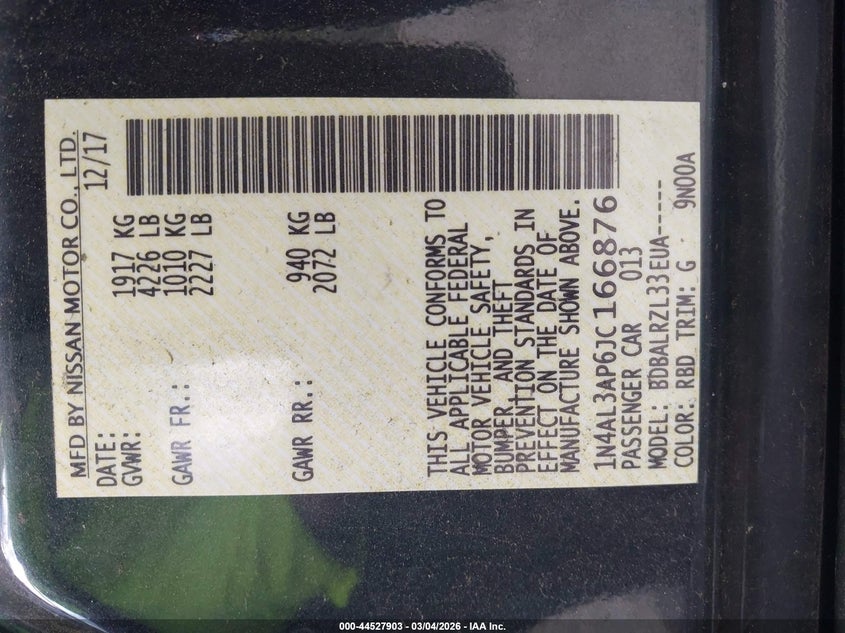 MFD BY NISSAN MOTOR CO., LTD.
DATE: 12/17
GVWR: 1917 KG
4226 LB
GAWR FR.: 1010 KG
2227 LB
GAWR RR.: 940 KG
2072 LB
THIS VEHICLE CONFORMS TO
ALL APPLICABLE FEDERAL
MOTOR VEHICLE SAFETY,
BUMPER, AND THEFT
PREVENTION STANDARDS IN
EFFECT ON THE DATE OF
MANUFACTURE SHOWN ABOVE.
1N4AL3AP6JC166876
PASSENGER CAR 013
MODEL: BDBALRZL33EUA-----
COLOR: RBD TRIM: G 9N00A
000-44527903 - 03/04/2026 - IAA Inc.